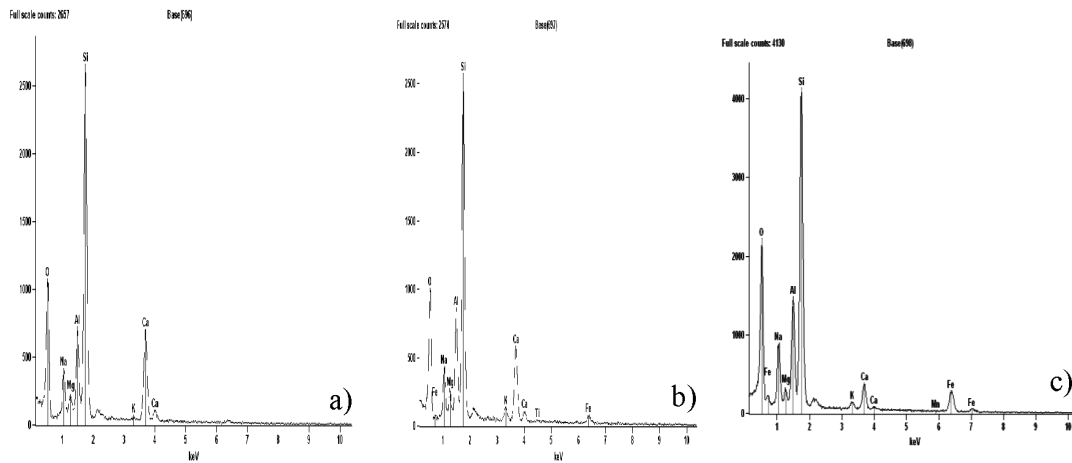 Full scale counts: 2657 Base(696)
Si
2500
2000
1500
O
1000
Al
Ca
500
Na
Mg
K
Ca
0
1 2 3 4 5 6 7 8 9 10
keV
a)
Full scale counts: 2574 Base(697)
Si
2500
2000
1500
O
1000
Al
Ca
500
Na
Mg
Fe
K
Ca
Ti
Fe
0
1 2 3 4 5 6 7 8 9 10
keV
b)
Full scale counts: 4130 Base(698)
Si
4000
3000
O
2000
Al
1000
Na
Fe
Mg
Ca
K
Ca
Mn
Fe
Fe
0
1 2 3 4 5 6 7 8 9 10
keV
c)